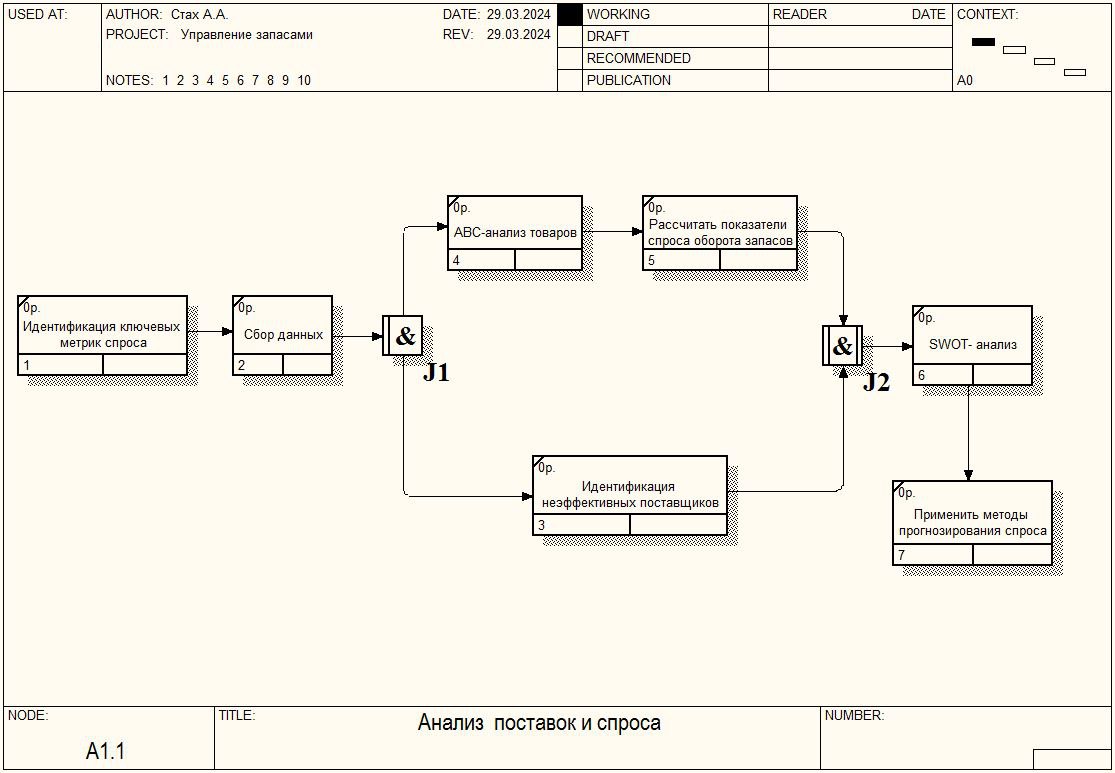 USED AT:
AUTHOR: Стах А.А.
DATE: 29.03.2024
PROJECT: Управление запасами
REV: 29.03.2024
NOTES: 1 2 3 4 5 6 7 8 9 10
WORKING
DRAFT
RECOMMENDED
PUBLICATION
READER
DATE
CONTEXT:
A0
0р.
Идентификация ключевых
метрик спроса
1
0р.
Сбор данных
2
&
J1
0р.
ABC-анализ товаров
4
0р.
Рассчитать показатели
спроса оборота запасов
5
0р.
Идентификация
неэффективных поставщиков
3
&
J2
0р.
SWOT- анализ
6
0р.
Применить методы
прогнозирования спроса
7
NODE:
A1.1
TITLE:
Анализ поставок и спроса
NUMBER: